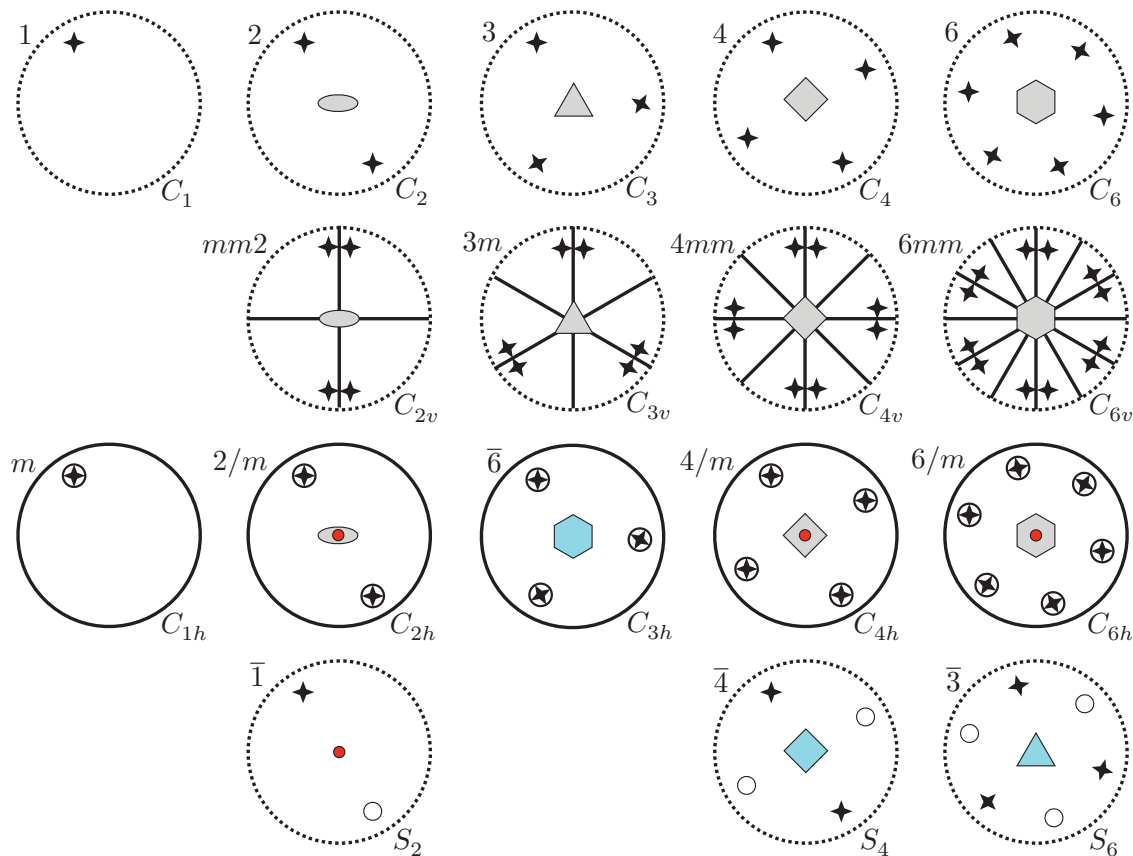 1 2 3 4 6
C₁ C₂ C₃ C₄ C₆
mm2 3m 4mm 6mm
C₂ᵥ C₃ᵥ C₄ᵥ C₆ᵥ
m 2/m 6̅ 4/m 6/m
C₁ₕ C₂ₕ C₃ₕ C₄ₕ C₆ₕ
1̅ 4̅ 3̅
S₂ S₄ S₆